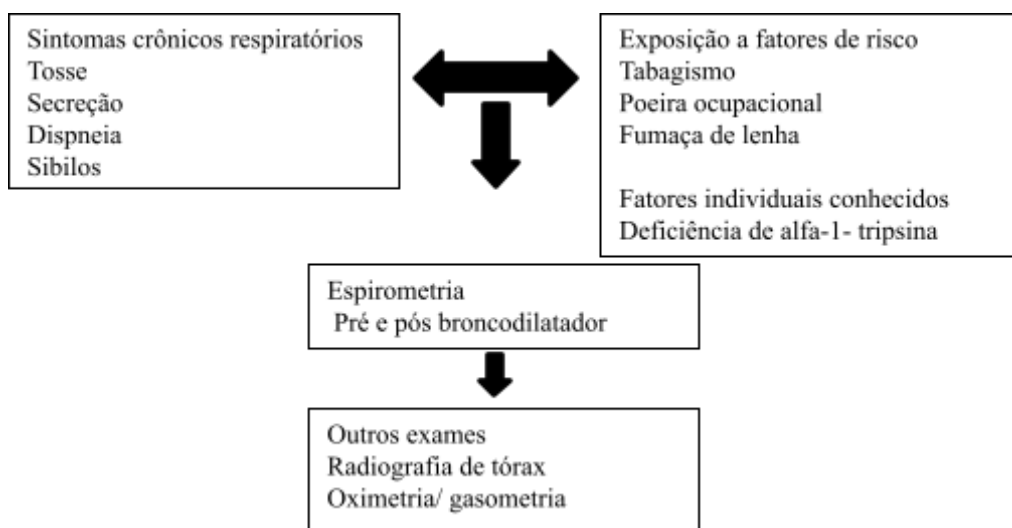 Sintomas crônicos respiratórios
Tosse
Secreção
Dispneia
Sibilos
Exposição a fatores de risco
Tabagismo
Poeira ocupacional
Fumaça de lenha
Fatores individuais conhecidos
Deficiência de alfa-1- tripsina
Espirometria
Pré e pós broncodilatador
Outros exames
Radiografia de tórax
Oximetria/ gasometria